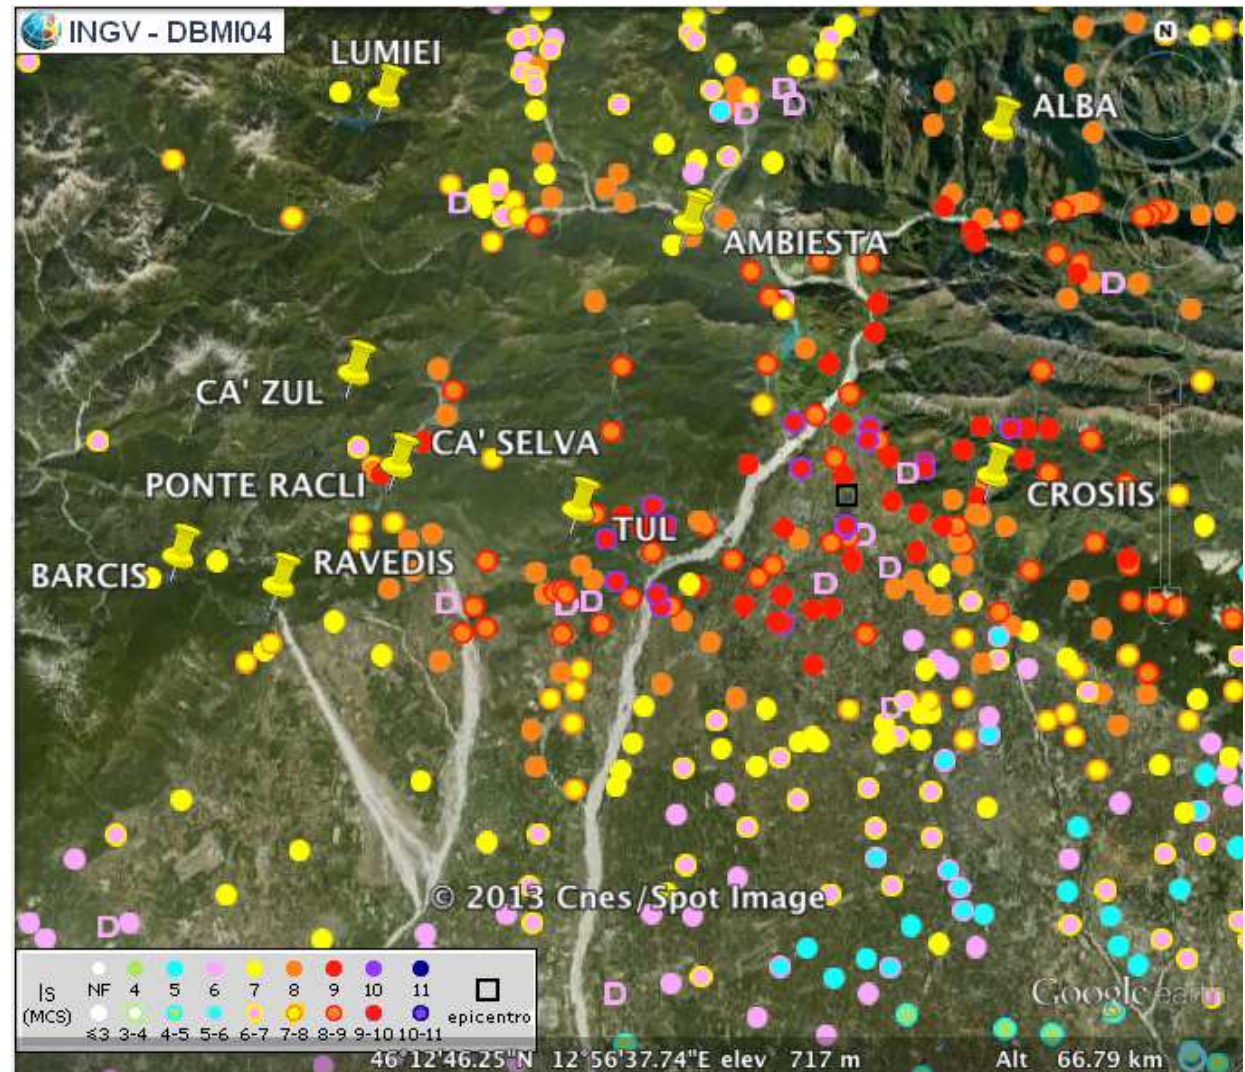 INGV - DBMI04
LUMIEI
ALBA
N
D
D
D
D
AMBIESTA
D
D
CA' ZUL
CA' SELVA
PONTE RACLI
D
CROSIIS
TUL
D
BARCIS
RAVEDIS
D
D
D
D
D
D
© 2013 Cnes/Spot Image
D
D
Is
(MCS)
NF 4 5 6 7 8 9 10 11
≤3 3-4 4-5 5-6 6-7 7-8 8-9 9-10 10-11
epicentro
Google earth
46°12'46.25"N 12°56'37.74"E elev 717 m Alt 66.79 km